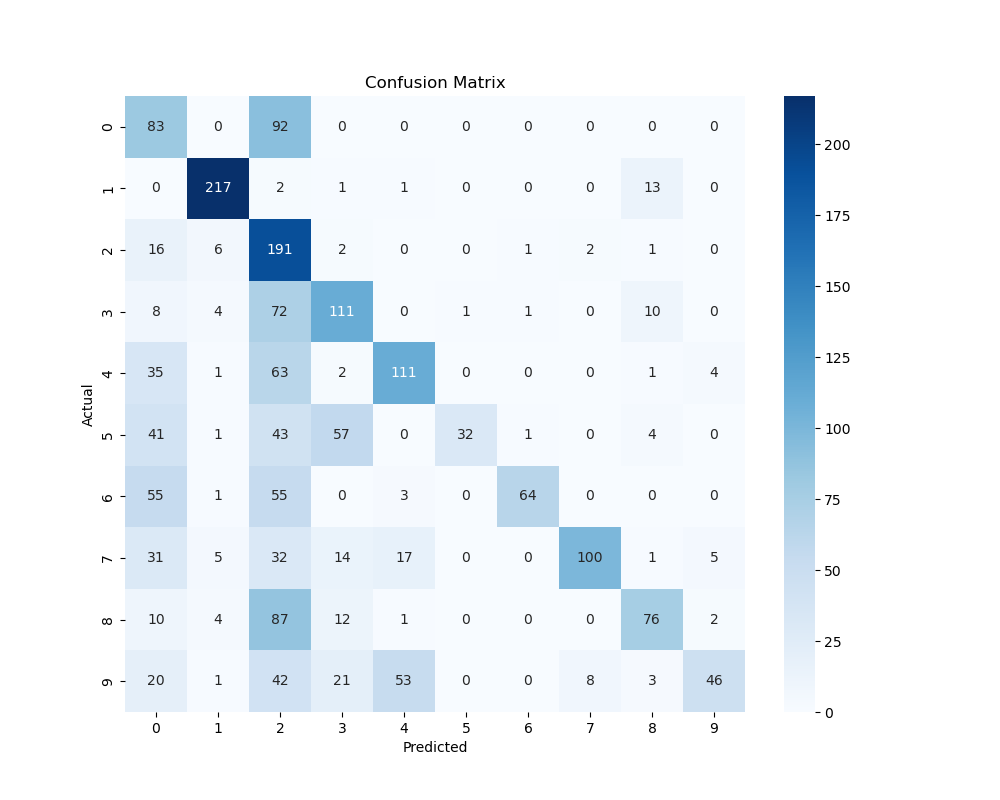 Confusion Matrix
0 83 0 92 0 0 0 0 0 0 0
1 0 217 2 1 1 0 0 0 13 0
2 16 6 191 2 0 0 1 2 1 0
3 8 4 72 111 0 1 1 0 10 0
4 35 1 63 2 111 0 0 0 1 4
5 41 1 43 57 0 32 1 0 4 0
6 55 1 55 0 3 0 64 0 0 0
7 31 5 32 14 17 0 0 100 1 5
8 10 4 87 12 1 0 0 0 76 2
9 20 1 42 21 53 0 0 8 3 46
0 1 2 3 4 5 6 7 8 9
Predicted
Actual
200
175
150
125
100
75
50
25
0